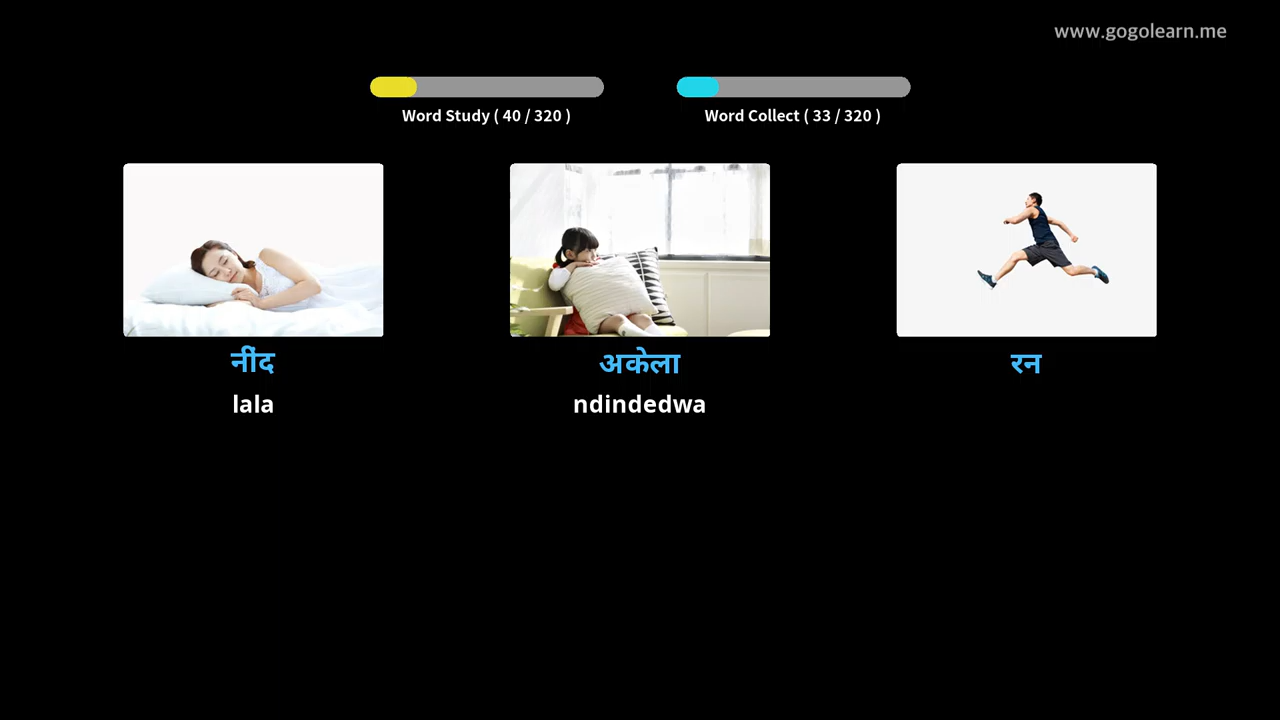 www.gogolearn.me
Word Study ( 40 / 320 )
Word Collect ( 33 / 320 )
नींद
अकेला
रन
lala
ndindedwa